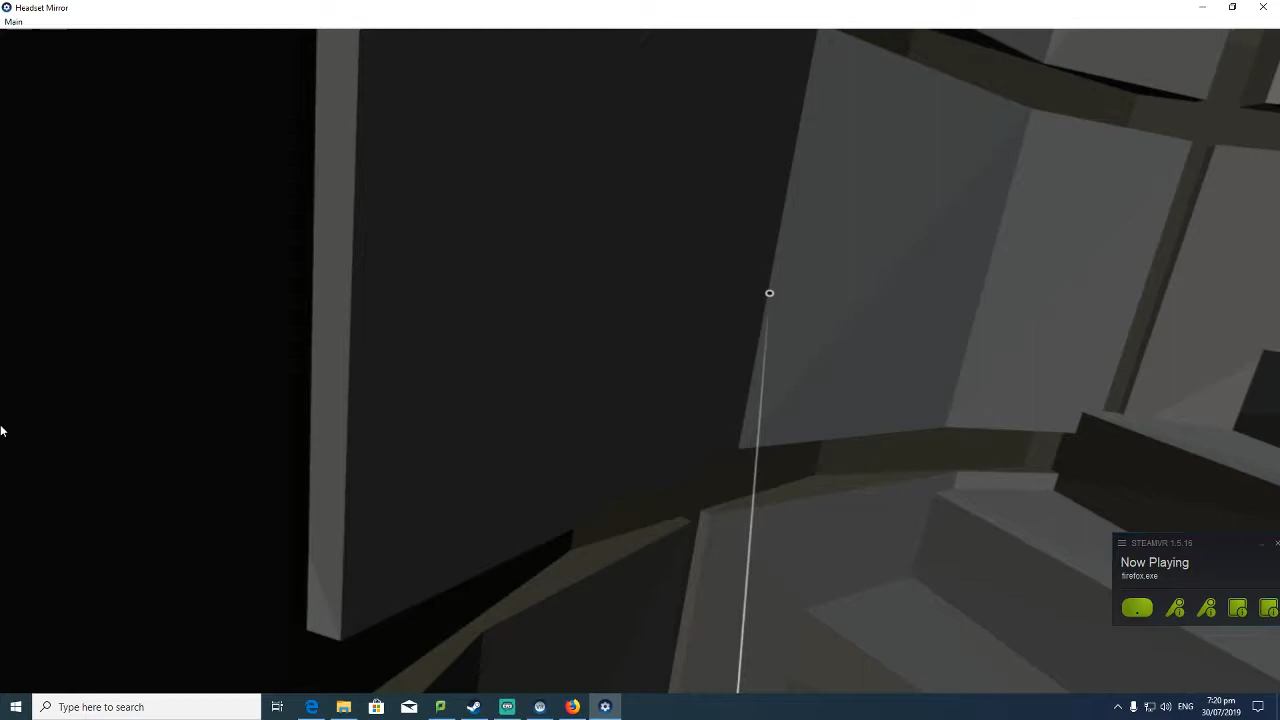 Headset Mirror
Main
STEAMVR 1.5.16
Now Playing
firefox.exe
Type here to search
ENG
7:20 pm
30/07/2019